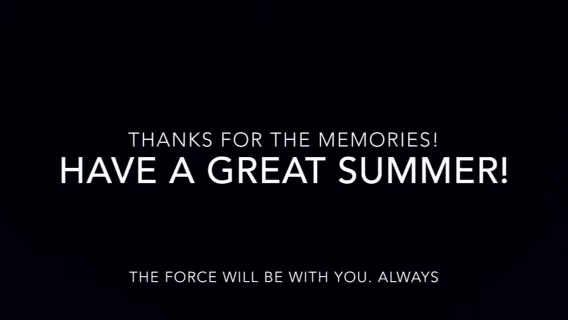 THANKS FOR THE MEMORIES!
HAVE A GREAT SUMMER!
THE FORCE WILL BE WITH YOU. ALWAYS